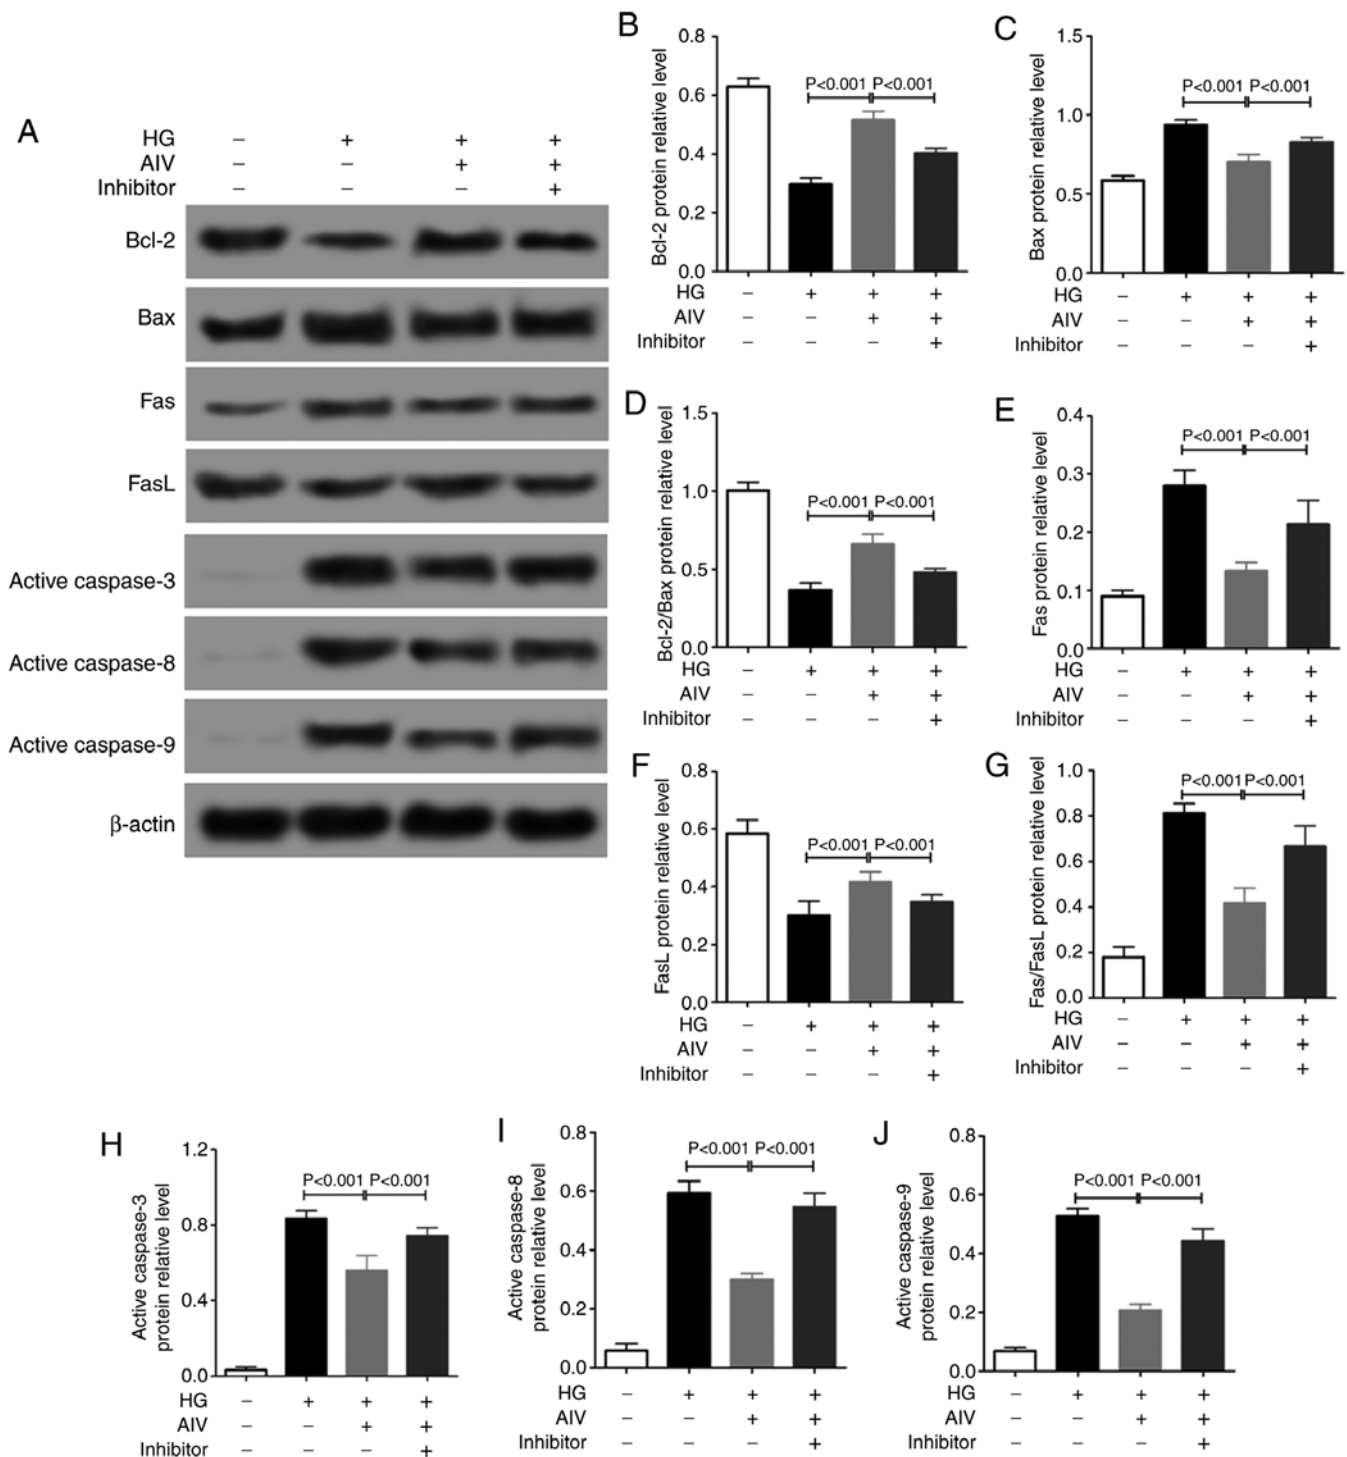 A
HG − + + +
AIV − − + +
Inhibitor − − − +
Bcl-2
Bax
Fas
FasL
Active caspase-3
Active caspase-8
Active caspase-9
β-actin
B
Bcl-2 protein relative level
0.8
0.6
0.4
0.2
0.0
P<0.001 P<0.001
HG − + + +
AIV − − + +
Inhibitor − − − +
C
Bax protein relative level
1.5
1.0
0.5
0.0
P<0.001 P<0.001
HG − + + +
AIV − − + +
Inhibitor − − − +
D
Bcl-2/Bax protein relative level
1.5
1.0
0.5
0.0
P<0.001 P<0.001
HG − + + +
AIV − − + +
Inhibitor − − − +
E
Fas protein relative level
0.4
0.3
0.2
0.1
0.0
P<0.001 P<0.001
HG − + + +
AIV − − + +
Inhibitor − − − +
F
FasL protein relative level
0.8
0.6
0.4
0.2
0.0
P<0.001 P<0.001
HG − + + +
AIV − − + +
Inhibitor − − − +
G
Fas/FasL protein relative level
1.0
0.8
0.6
0.4
0.2
0.0
P<0.001 P<0.001
HG − + + +
AIV − − + +
Inhibitor − − − +
H
Active caspase-3
protein relative level
1.2
0.8
0.4
0.0
P<0.001 P<0.001
HG − + + +
AIV − − + +
Inhibitor − − − +
I
Active caspase-8
protein relative level
0.8
0.6
0.4
0.2
0.0
P<0.001 P<0.001
HG − + + +
AIV − − + +
Inhibitor − − − +
J
Active caspase-9
protein relative level
0.8
0.6
0.4
0.2
0.0
P<0.001 P<0.001
HG − + + +
AIV − − + +
Inhibitor − − − +